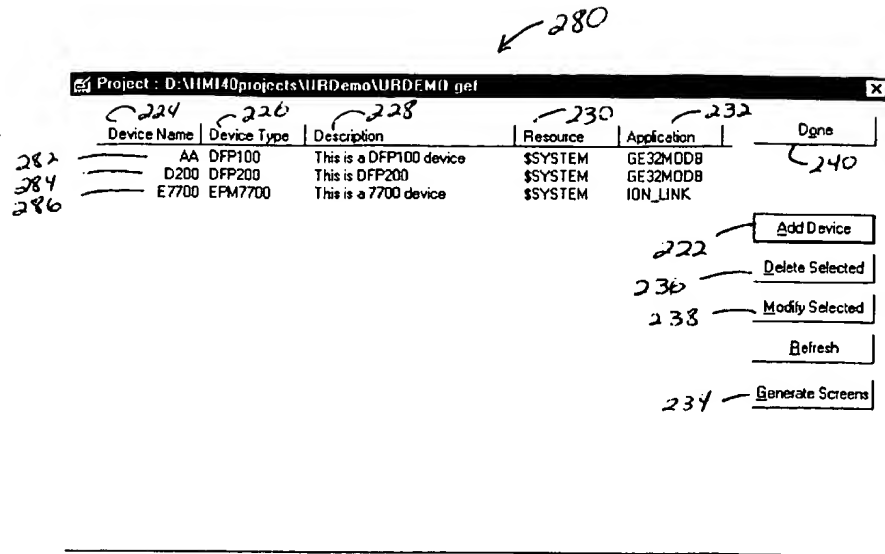 280
Project : D:\HMI40projects\URDemo\URDEMO.gef
224 226 228 230 232
Device Name Device Type Description Resource Application Done
240
282 AA DFP100 This is a DFP100 device $SYSTEM GE32MODB
284 D200 DFP200 This is DFP200 $SYSTEM GE32MODB
286 E7700 EPM7700 This is a 7700 device $SYSTEM ION_LINK
222 Add Device
236 Delete Selected
238 Modify Selected
Refresh
234 Generate Screens